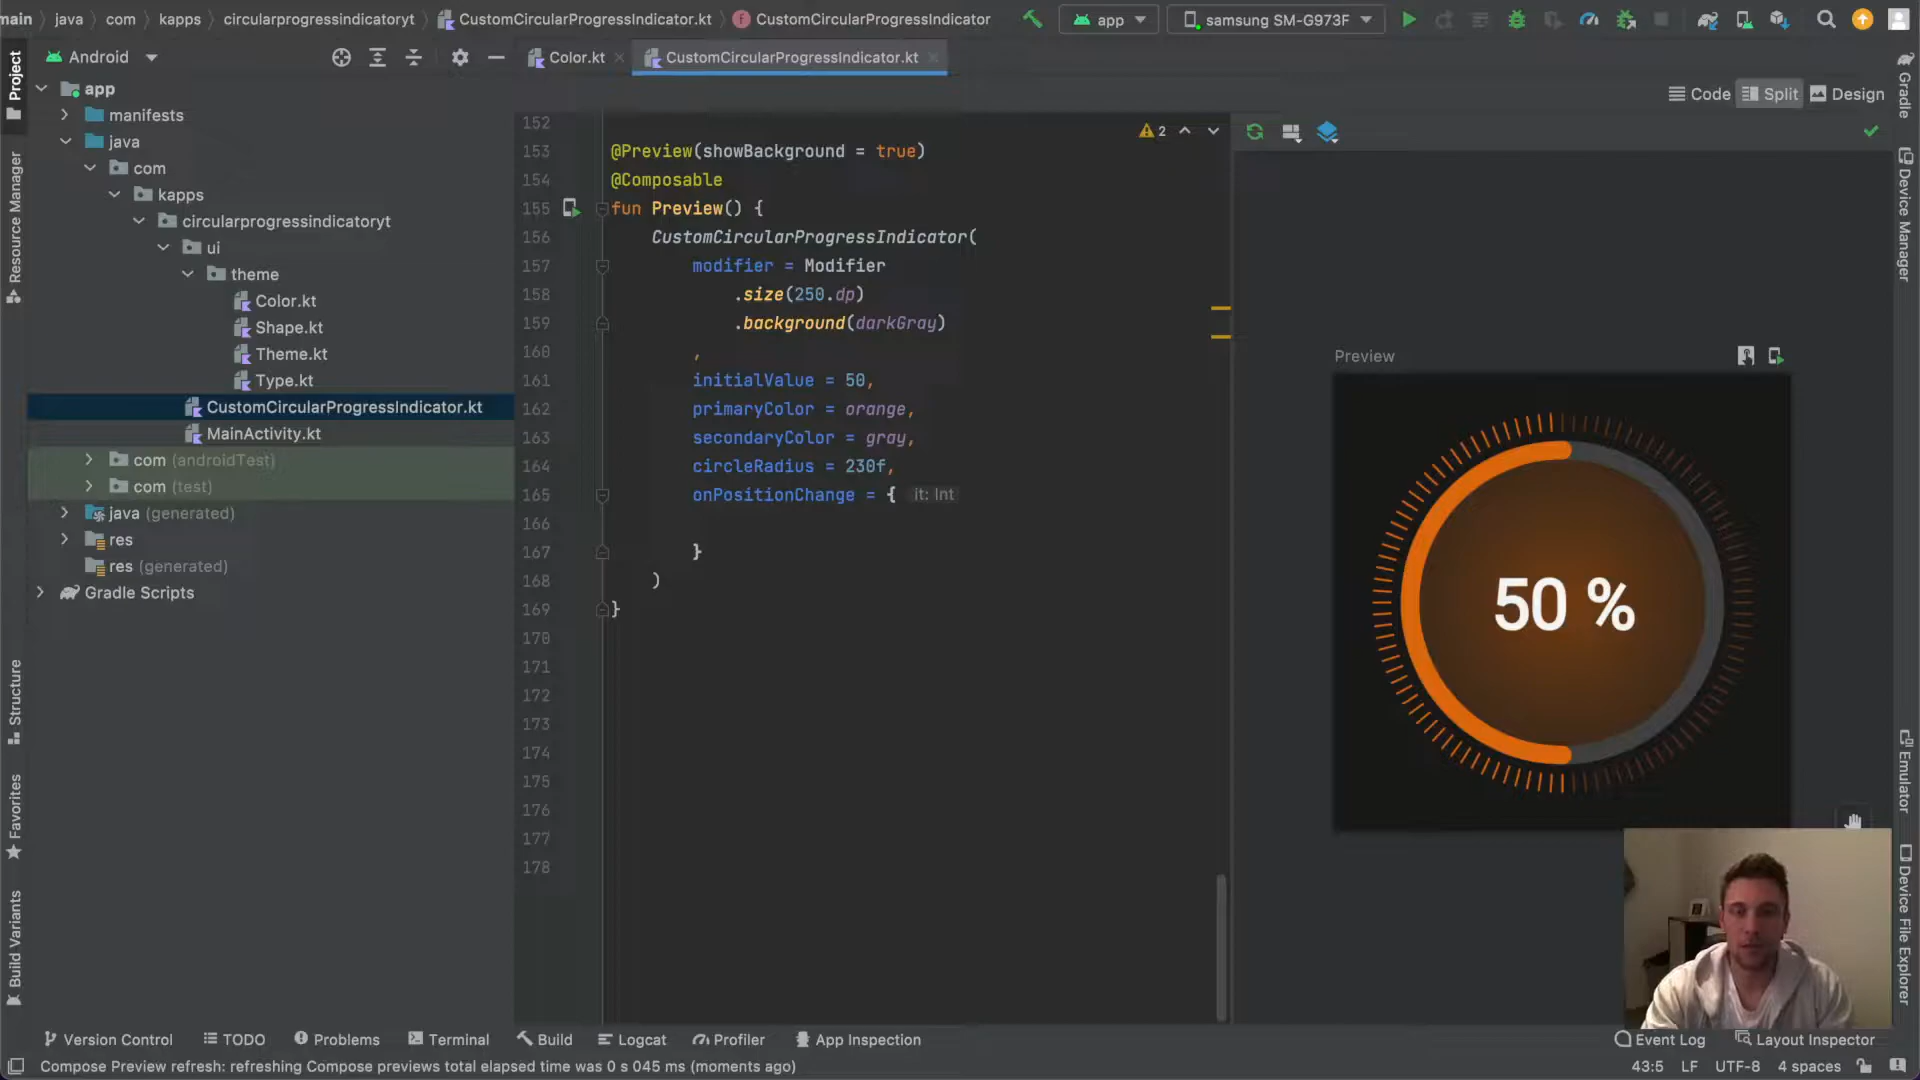 main
java
com
kapps
circularprogressindicatoryt
CustomCircularProgressIndicator.kt
CustomCircularProgressIndicator
app
samsung SM-G973F
Project
Resource Manager
Structure
Favorites
Build Variants
Android
Color.kt
CustomCircularProgressIndicator.kt
Code
Split
Design
app
manifests
java
com
kapps
circularprogressindicatoryt
ui
theme
Color.kt
Shape.kt
Theme.kt
Type.kt
CustomCircularProgressIndicator.kt
MainActivity.kt
com (androidTest)
com (test)
java (generated)
res
res (generated)
Gradle Scripts
2
152
153 @Preview(showBackground = true)
154 @Composable
155 fun Preview() {
156 CustomCircularProgressIndicator(
157 modifier = Modifier
158 .size(250.dp)
159 .background(darkGray)
160 ,
161 initialValue = 50,
162 primaryColor = orange,
163 secondaryColor = gray,
164 circleRadius = 230f,
165 onPositionChange = { it: Int
166
167 }
168 )
169 }
170
171
172
173
174
175
176
177
178
Preview
50 %
Gradle
Device Manager
Emulator
Device File Explorer
Version Control
TODO
Problems
Terminal
Build
Logcat
Profiler
App Inspection
Event Log
Layout Inspector
Compose Preview refresh: refreshing Compose previews total elapsed time was 0 s 045 ms (moments ago)
43:5
LF
UTF-8
4 spaces